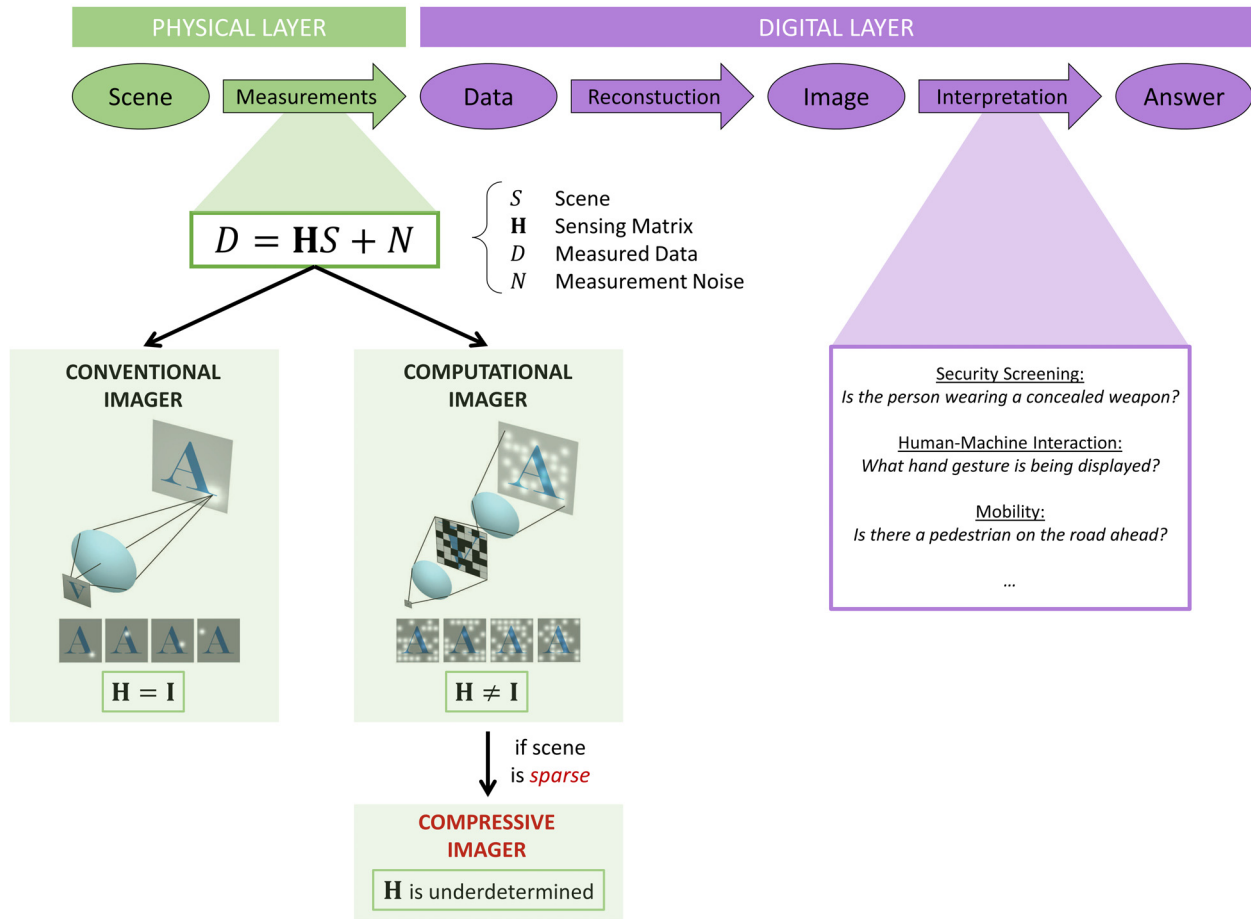 PHYSICAL LAYER
DIGITAL LAYER
Scene
Measurements
Data
Reconstuction
Image
Interpretation
Answer
D = HS + N
S Scene
H Sensing Matrix
D Measured Data
N Measurement Noise
CONVENTIONAL
IMAGER
A
V
A A A A
H = I
COMPUTATIONAL
IMAGER
A
A A A A
H ≠ I
if scene
is sparse
COMPRESSIVE
IMAGER
H is underdetermined
Security Screening:
Is the person wearing a concealed weapon?
Human-Machine Interaction:
What hand gesture is being displayed?
Mobility:
Is there a pedestrian on the road ahead?
...